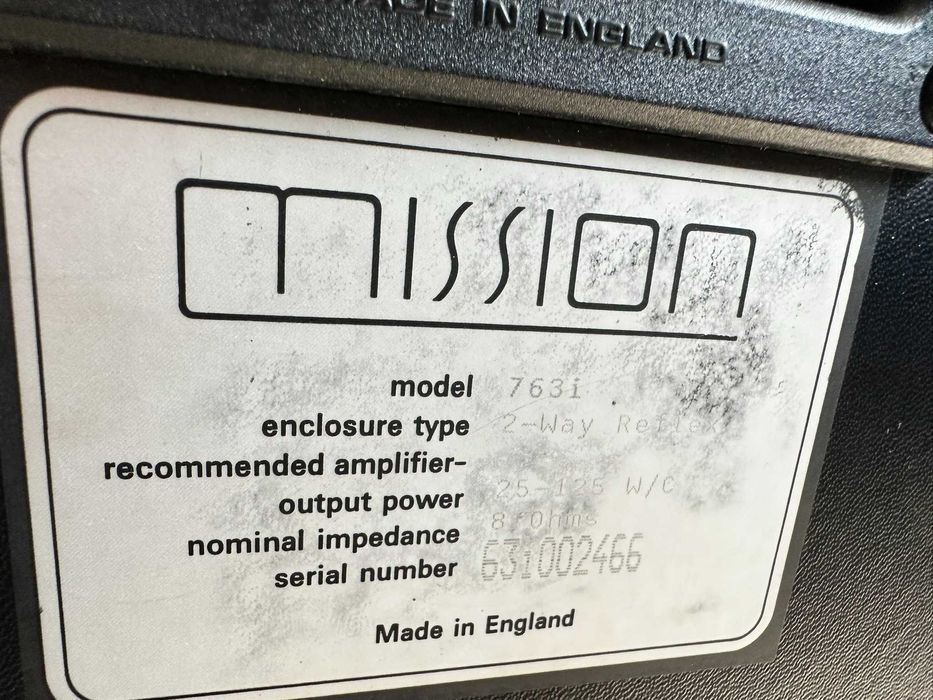 MADE IN ENGLAND
mission
model 763i
enclosure type 2-Way Reflex
recommended amplifier-
output power 25-125 W/C
nominal impedance 8 Ohms
serial number 63i002466
Made in England